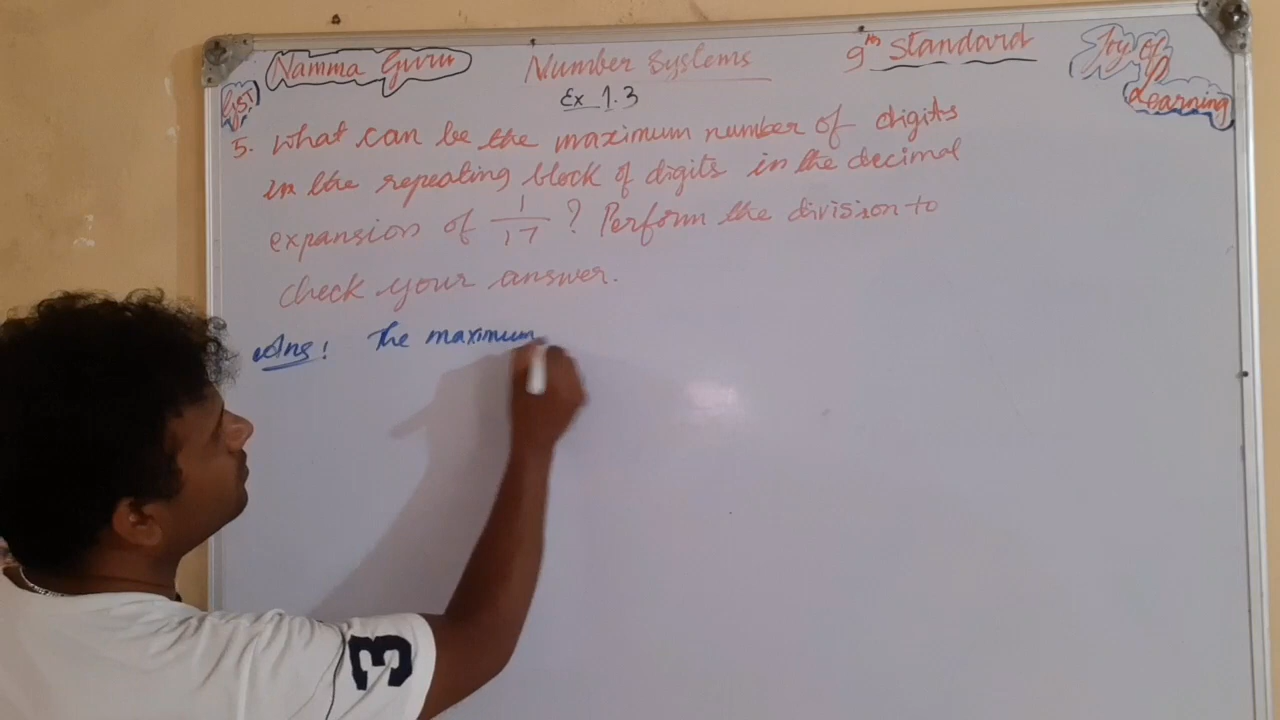 Namma Guru Number Systems 9th Standard Joy of Learning
Ex 1.3
5. What can be the maximum number of digits
in the repeating block of digits in the decimal
expansion of 1/17 ? Perform the division to
check your answer.
Ans: The maximum
3